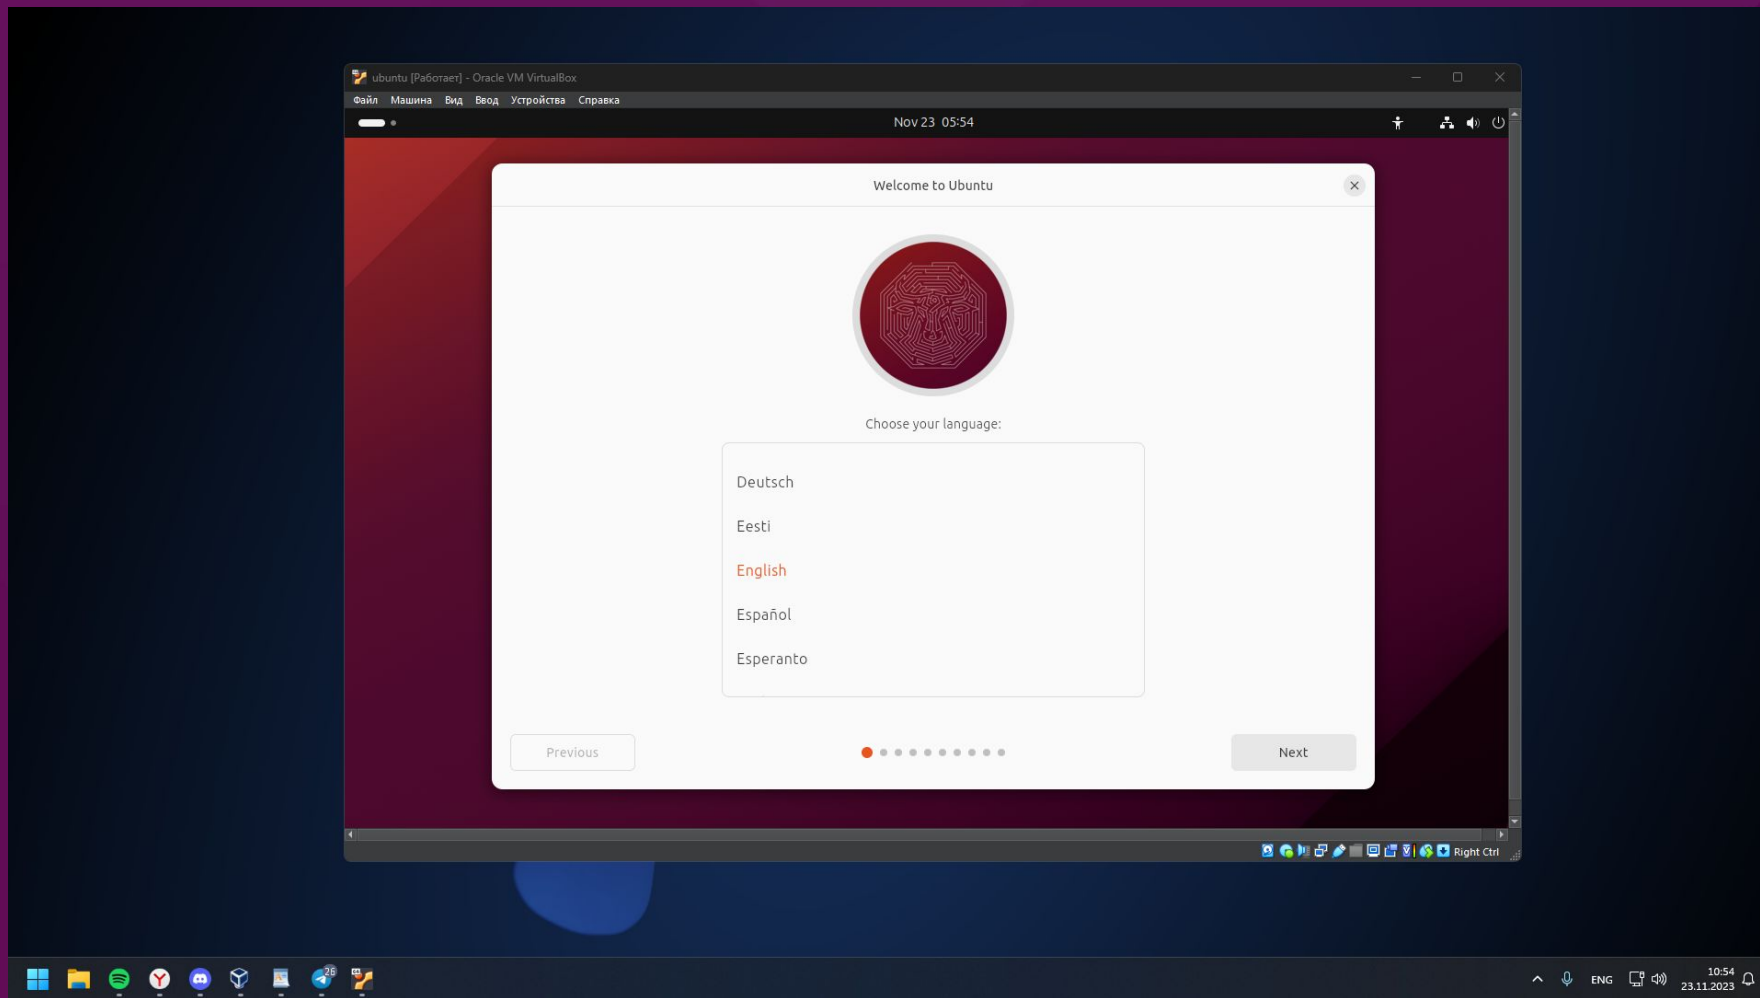 ubuntu [Работает] - Oracle VM VirtualBox
Файл Машина Вид Ввод Устройства Справка
Nov 23 05:54
Welcome to Ubuntu
Choose your language:
Deutsch
Eesti
English
Español
Esperanto
Previous
Next
Right Ctrl
26
ENG
10:54
23.11.2023